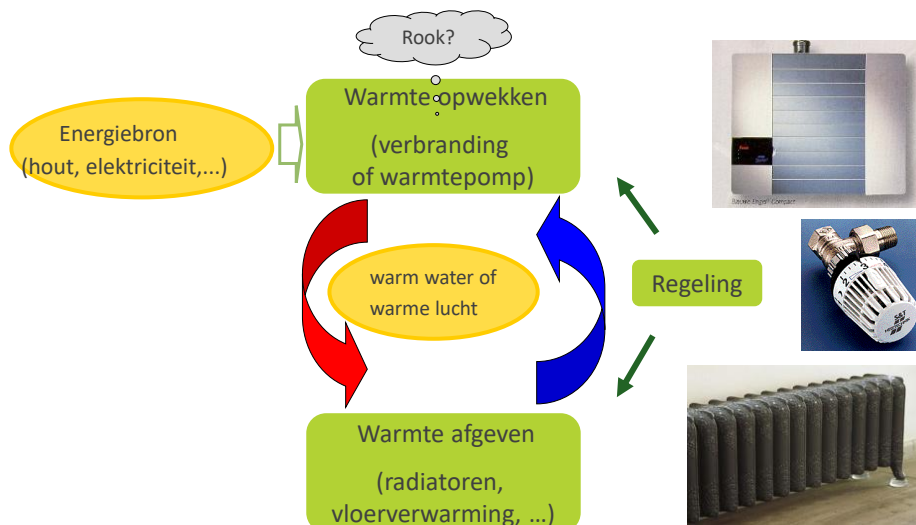 Rook?
Warmte opwekken
(verbranding
of warmtepomp)
Energiebron
(hout, elektriciteit,...)
warm water of
warme lucht
Regeling
Warmte afgeven
(radiatoren,
vloerverwarming, ...)